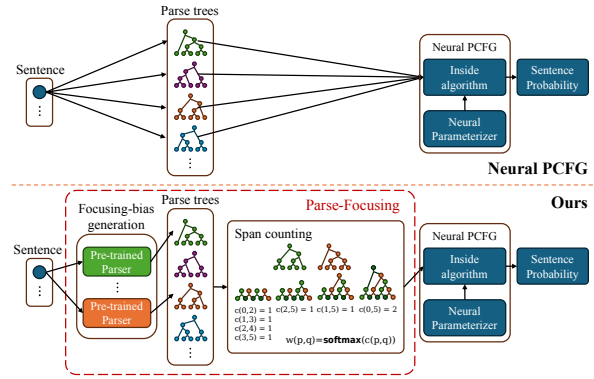 Parse trees
Neural PCFG
Sentence
Inside
algorithm
Sentence
Probability
⋮
⋮
Neural
Parameterizer
Neural PCFG
Parse-Focusing
Ours
Focusing-bias
generation
Parse trees
Span counting
Neural PCFG
Sentence
Pre-trained
Parser
Inside
algorithm
Sentence
Probability
⋮
⋮
Pre-trained
Parser
⋮
Neural
Parameterizer
c(0,2) = 1
c(1,3) = 1
c(2,4) = 1
c(3,5) = 1
c(2,5) = 1
c(1,5) = 1
c(0,5) = 2
w(p,q)=softmax(c(p,q))